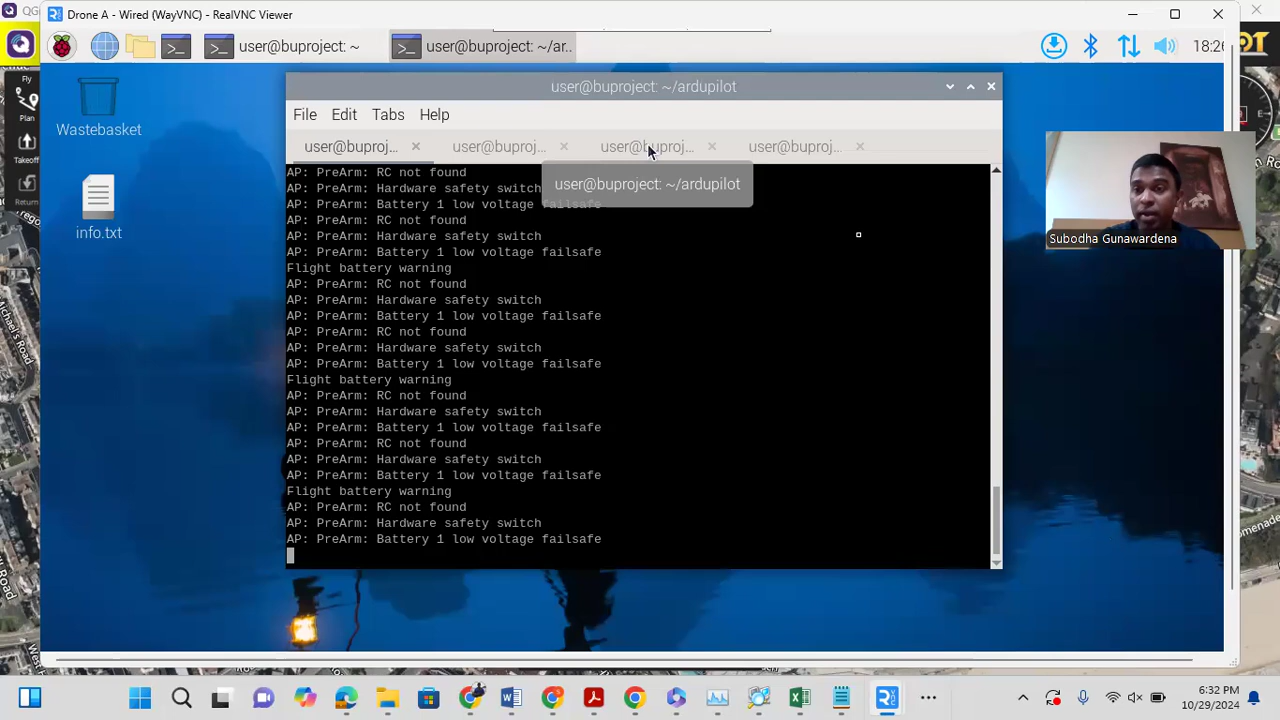 QG
Drone A - Wired (WayVNC) - RealVNC Viewer
user@buproject: ~
user@buproject: ~/ar..
18:26
Fly
Plan
Takeoff
Return
Wastebasket
info.txt
user@buproject: ~/ardupilot
File Edit Tabs Help
user@buproj... user@buproj... user@buproj... user@buproj...
user@buproject: ~/ardupilot
AP: PreArm: RC not found
AP: PreArm: Hardware safety switch
AP: PreArm: Battery 1 low voltage failsafe
AP: PreArm: RC not found
AP: PreArm: Hardware safety switch
AP: PreArm: Battery 1 low voltage failsafe
Flight battery warning
AP: PreArm: RC not found
AP: PreArm: Hardware safety switch
AP: PreArm: Battery 1 low voltage failsafe
AP: PreArm: RC not found
AP: PreArm: Hardware safety switch
AP: PreArm: Battery 1 low voltage failsafe
Flight battery warning
AP: PreArm: RC not found
AP: PreArm: Hardware safety switch
AP: PreArm: Battery 1 low voltage failsafe
AP: PreArm: RC not found
AP: PreArm: Hardware safety switch
AP: PreArm: Battery 1 low voltage failsafe
Flight battery warning
AP: PreArm: RC not found
AP: PreArm: Hardware safety switch
AP: PreArm: Battery 1 low voltage failsafe
Subodha Gunawardena
6:32 PM
10/29/2024